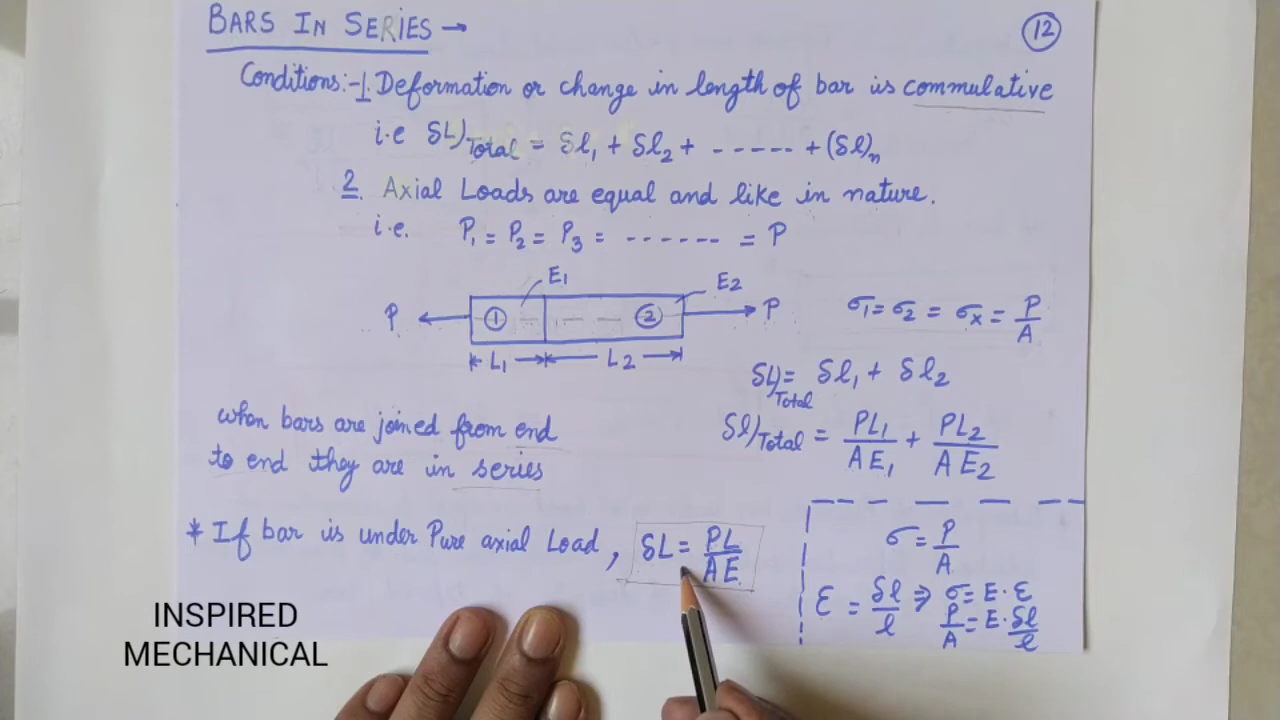 BARS IN SERIES →
12
Conditions:- 1. Deformation or change in length of bar is commulative
i.e δL)Total = δl₁ + δl₂ + ----- + (δl)n
2. Axial Loads are equal and like in nature.
i.e. P₁ = P₂ = P₃ = ------ = P
E₁
E₂
P ① ② P
L₁ L₂
σ₁ = σ₂ = σx = P/A
δL)Total = δl₁ + δl₂
δl)Total = PL₁/AE₁ + PL₂/AE₂
when bars are joined from end
to end they are in series
* If bar is under Pure axial Load, δL = PL/AE
σ = P/A
ε = δl/l ⇒ σ = E·ε
P/A = E·δl/l
INSPIRED
MECHANICAL